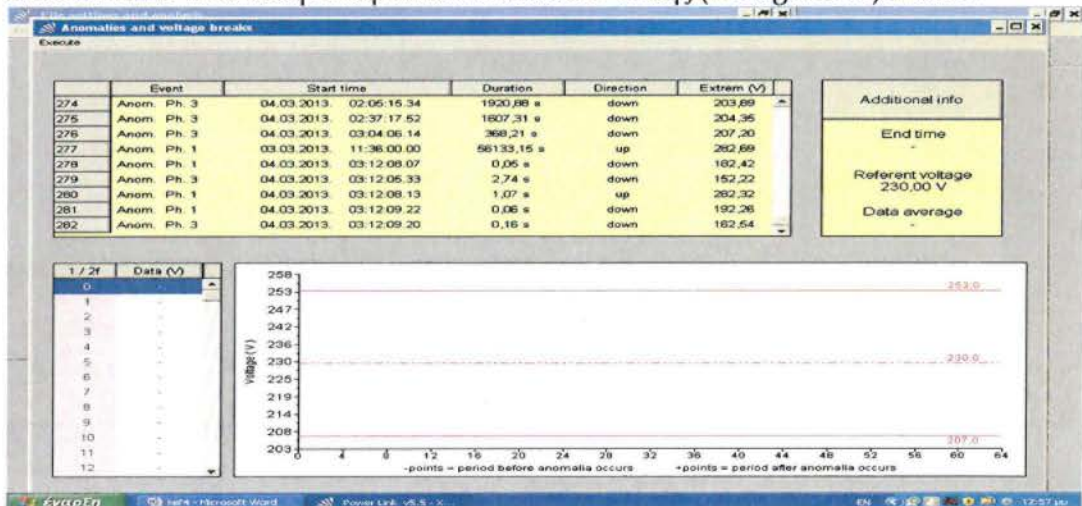 Anomalies and voltage breaks
Execute
Event Start time Duration Direction Extrem (V)
274 Anom. Ph. 3 04.03.2013. 02:05:15.34 1920,88 s down 203,89
275 Anom. Ph. 3 04.03.2013. 02:37:17.52 1607,31 s down 204,35
276 Anom. Ph. 3 04.03.2013. 03:04:06.14 368,21 s down 207,20
277 Anom. Ph. 1 03.03.2013. 11:36:00.00 56133,15 s up 262,69
278 Anom. Ph. 1 04.03.2013. 03:12:08.07 0,05 s down 182,42
279 Anom. Ph. 3 04.03.2013. 03:12:05.33 2,74 s down 152,22
280 Anom. Ph. 1 04.03.2013. 03:12:08.13 1,07 s up 262,32
281 Anom. Ph. 1 04.03.2013. 03:12:09.22 0,06 s down 192,26
282 Anom. Ph. 3 04.03.2013. 03:12:09.20 0,16 s down 162,54
Additional info
End time
-
Referent voltage
230,00 V
Data average
-
1 / 2f Data (V)
0 -
1 -
2 -
3 -
4 -
5 -
6 -
7 -
8 -
9 -
10 -
11 -
12 -
Voltage (V)
258
253
247
242
236
230
225
219
214
208
203
253,0
230,0
207,0
0 4 8 12 16 20 24 28 32 36 40 44 48 52 56 60 64
-points = period before anomalia occurs +points = period after anomalia occurs
έναρξη
- Microsoft Word
Power Link v5.5 - X...
EN
12:57 μμ